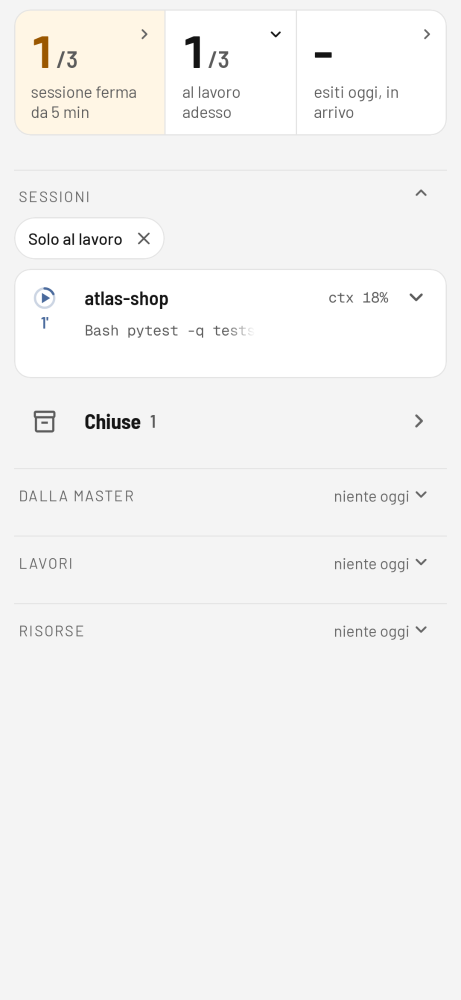 1/3
sessione ferma
da 5 min
1/3
al lavoro
adesso
–
esiti oggi, in
arrivo
SESSIONI
Solo al lavoro
atlas-shop
ctx 18%
1'
Bash pytest -q tests
Chiuse 1
DALLA MASTER
niente oggi
LAVORI
niente oggi
RISORSE
niente oggi